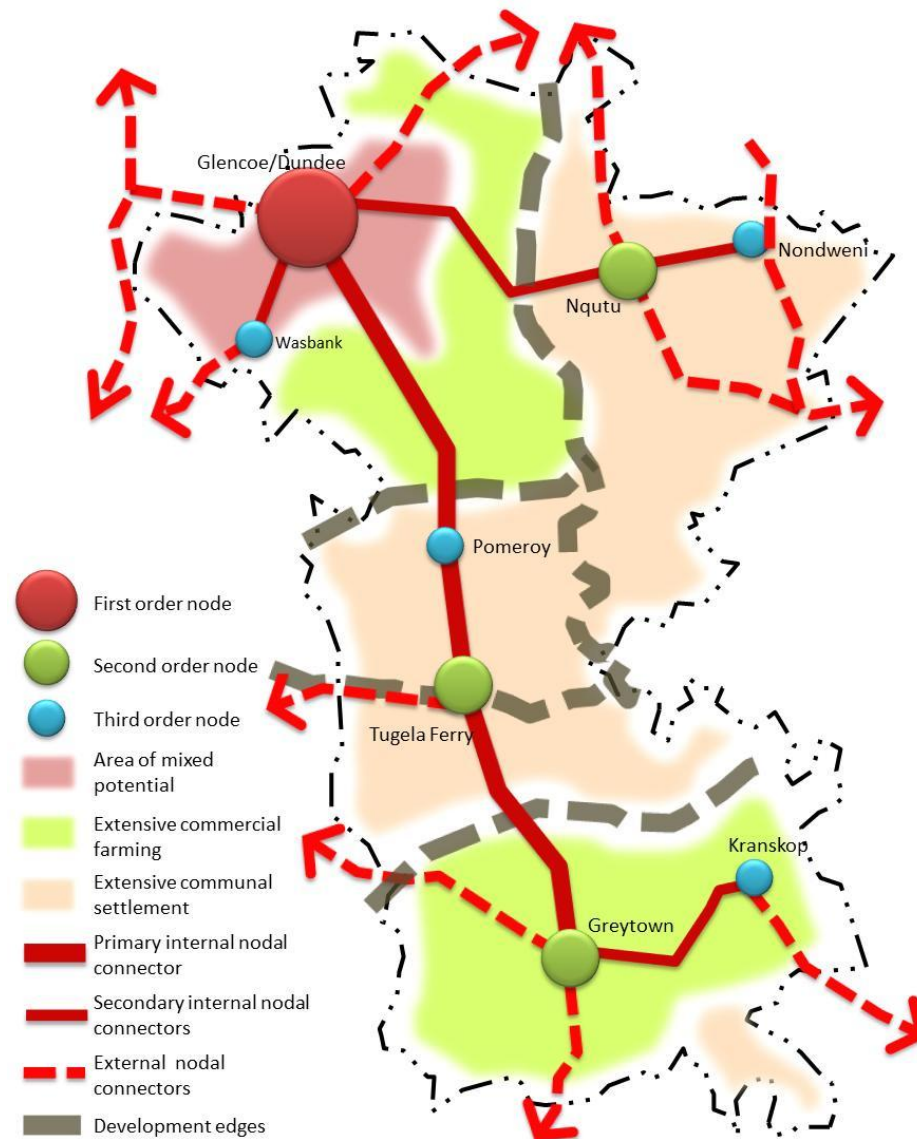 Glencoe/Dundee
Nondweni
Nqutu
Wasbank
Pomeroy
Tugela Ferry
Kranskop
Greytown
First order node
Second order node
Third order node
Area of mixed
potential
Extensive commercial
farming
Extensive communal
settlement
Primary internal nodal
connector
Secondary internal nodal
connectors
External nodal
connectors
Development edges